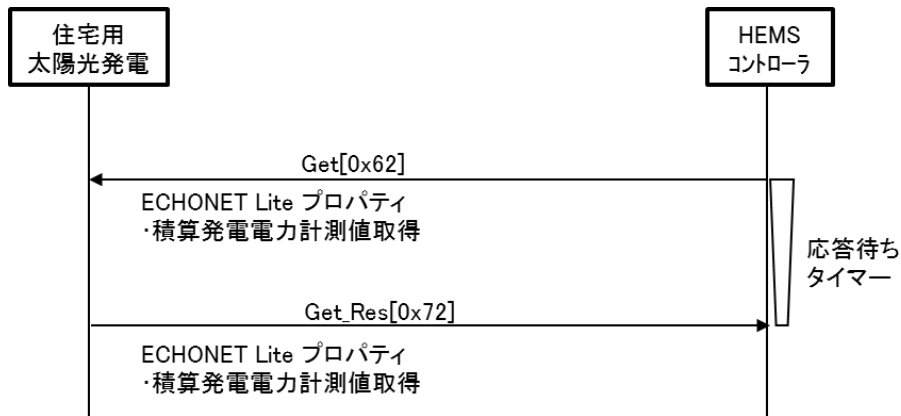 住宅用
太陽光発電
HEMS
コントローラ
Get[0x62]
ECHONET Lite プロパティ
・積算発電電力計測値取得
応答待ち
タイマー
Get_Res[0x72]
ECHONET Lite プロパティ
・積算発電電力計測値取得